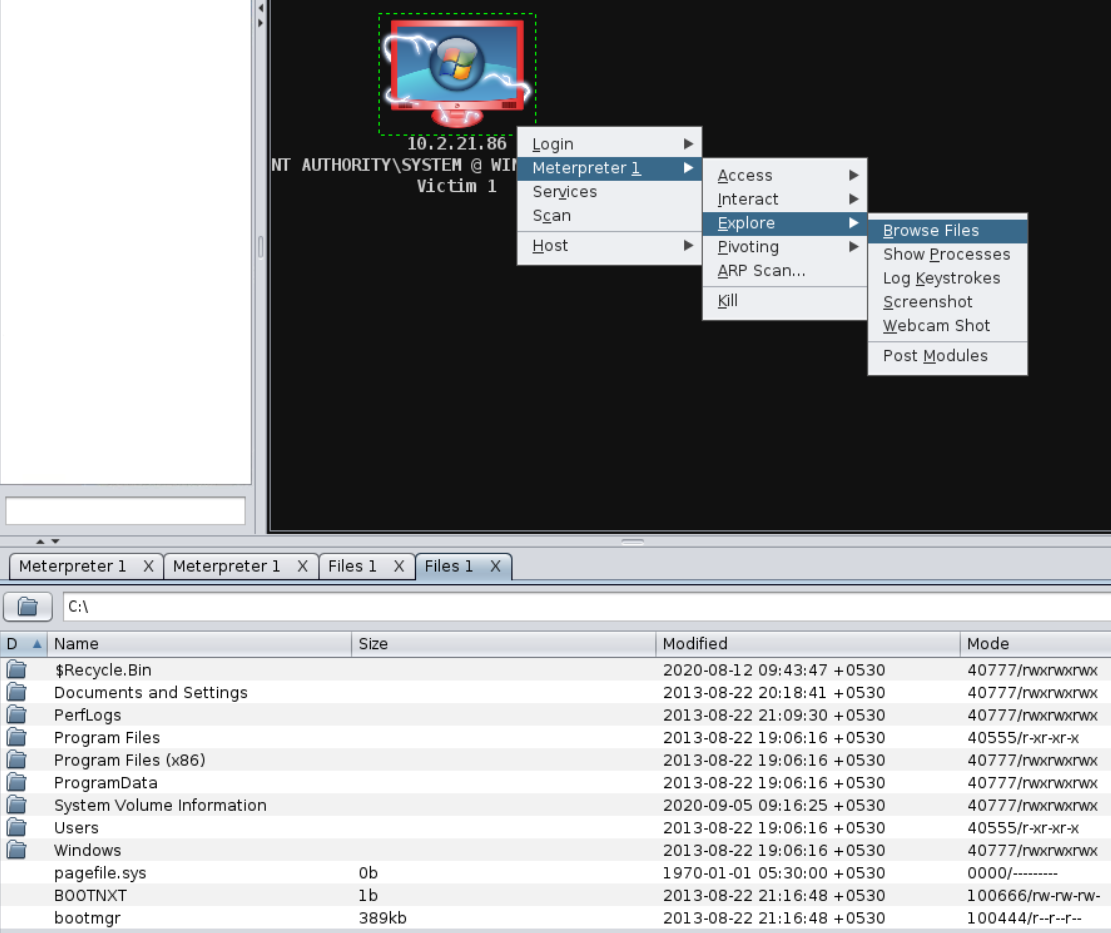 10.2.21.86
NT AUTHORITY\SYSTEM @ WIN
Victim 1
Login
Meterpreter 1
Services
Scan
Host
Access
Interact
Explore
Pivoting
ARP Scan...
Kill
Browse Files
Show Processes
Log Keystrokes
Screenshot
Webcam Shot
Post Modules
Meterpreter 1 X Meterpreter 1 X Files 1 X Files 1 X
C:\
D Name Size Modified Mode
$Recycle.Bin 2020-08-12 09:43:47 +0530 40777/rwxrwxrwx
Documents and Settings 2013-08-22 20:18:41 +0530 40777/rwxrwxrwx
PerfLogs 2013-08-22 21:09:30 +0530 40777/rwxrwxrwx
Program Files 2013-08-22 19:06:16 +0530 40555/r-xr-xr-x
Program Files (x86) 2013-08-22 19:06:16 +0530 40777/rwxrwxrwx
ProgramData 2013-08-22 19:06:16 +0530 40777/rwxrwxrwx
System Volume Information 2020-09-05 09:16:25 +0530 40777/rwxrwxrwx
Users 2013-08-22 19:06:16 +0530 40555/r-xr-xr-x
Windows 2013-08-22 19:06:16 +0530 40777/rwxrwxrwx
pagefile.sys 0b 1970-01-01 05:30:00 +0530 0000/---------
BOOTNXT 1b 2013-08-22 21:16:48 +0530 100666/rw-rw-rw-
bootmgr 389kb 2013-08-22 21:16:48 +0530 100444/r--r--r--